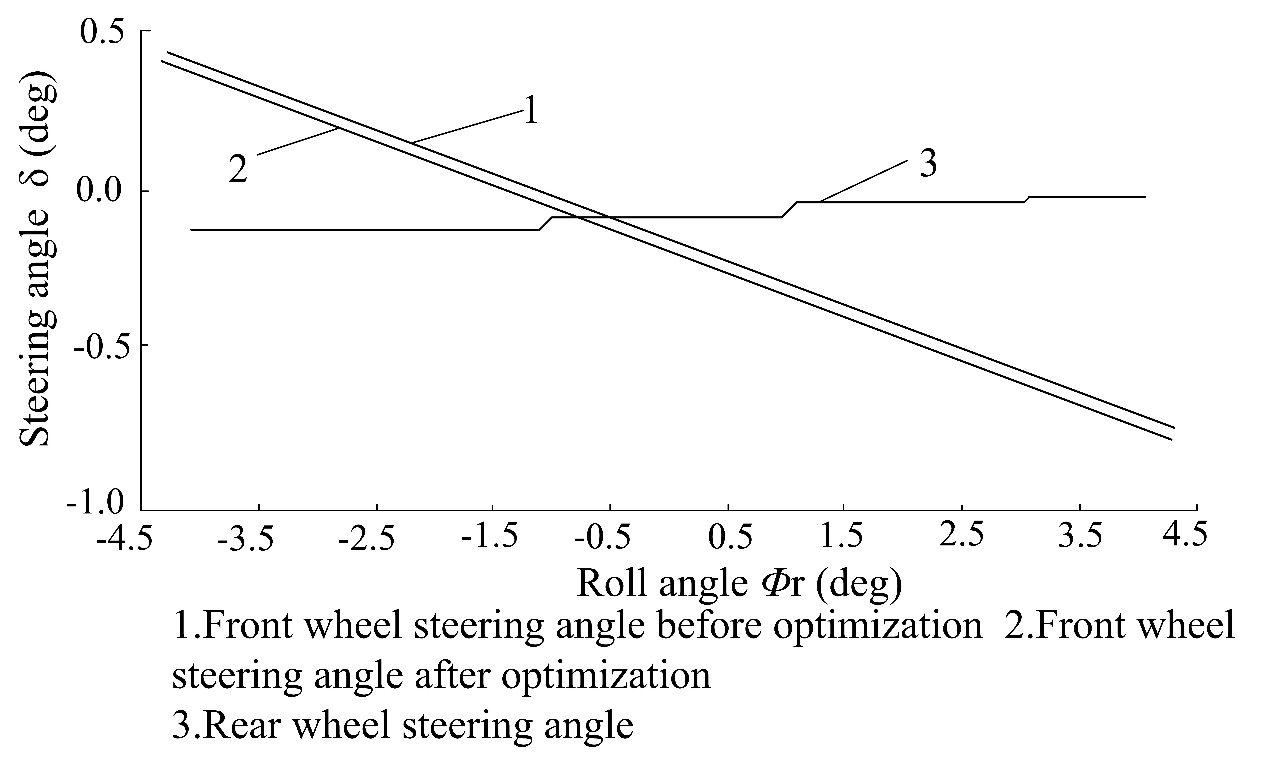 0.5
0.0
-0.5
-1.0
Steering angle δ (deg)
1
2
3
-4.5 -3.5 -2.5 -1.5 -0.5 0.5 1.5 2.5 3.5 4.5
Roll angle Φr (deg)
1.Front wheel steering angle before optimization 2.Front wheel
steering angle after optimization
3.Rear wheel steering angle